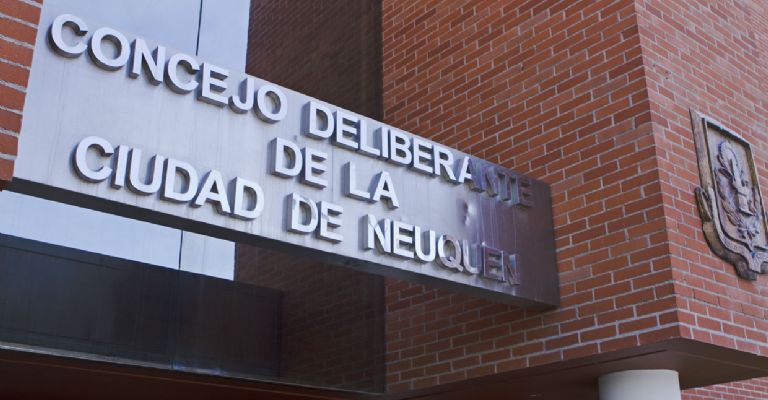 CONCEJO DELIBERANTE
DE LA
CIUDAD DE NEUQUEN